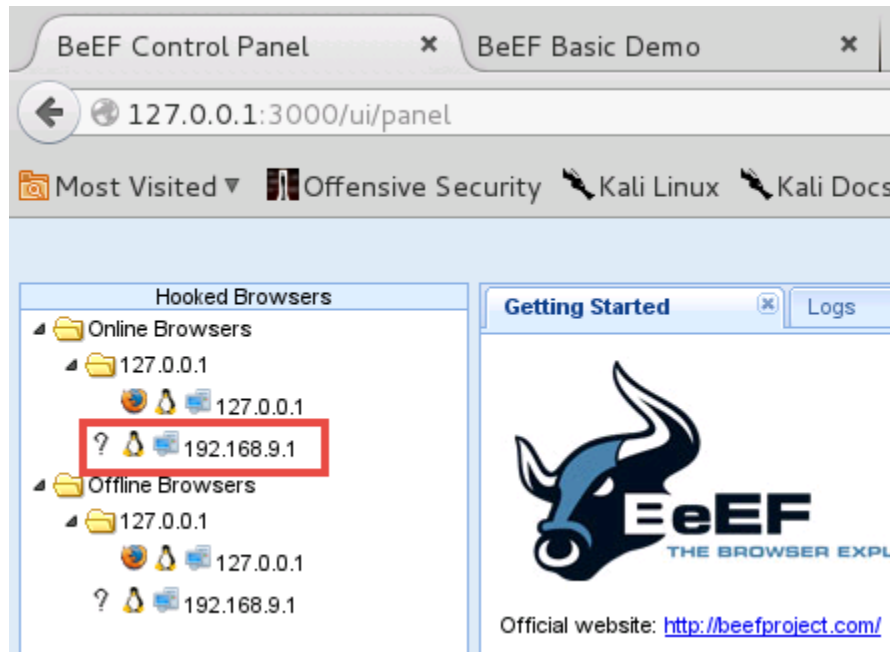 BeEF Control Panel
BeEF Basic Demo
127.0.0.1:3000/ui/panel
Most Visited
Offensive Security
Kali Linux
Kali Docs
Hooked Browsers
Getting Started
Logs
Online Browsers
127.0.0.1
127.0.0.1
? 192.168.9.1
Offline Browsers
127.0.0.1
127.0.0.1
? 192.168.9.1
BeEF
THE BROWSER EXPL
Official website: http://beefproject.com/